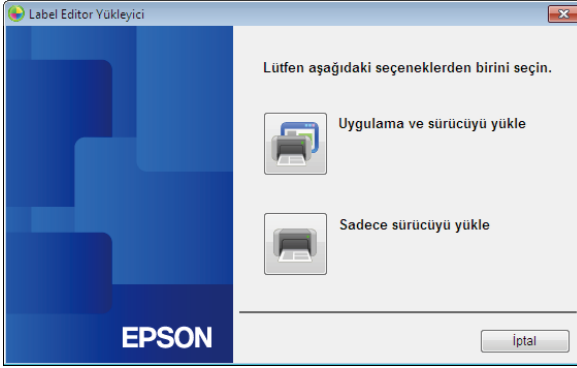 Label Editor Yükleyici
Lütfen aşağıdaki seçeneklerden birini seçin.
Uygulama ve sürücüyü yükle
Sadece sürücüyü yükle
EPSON
İptal